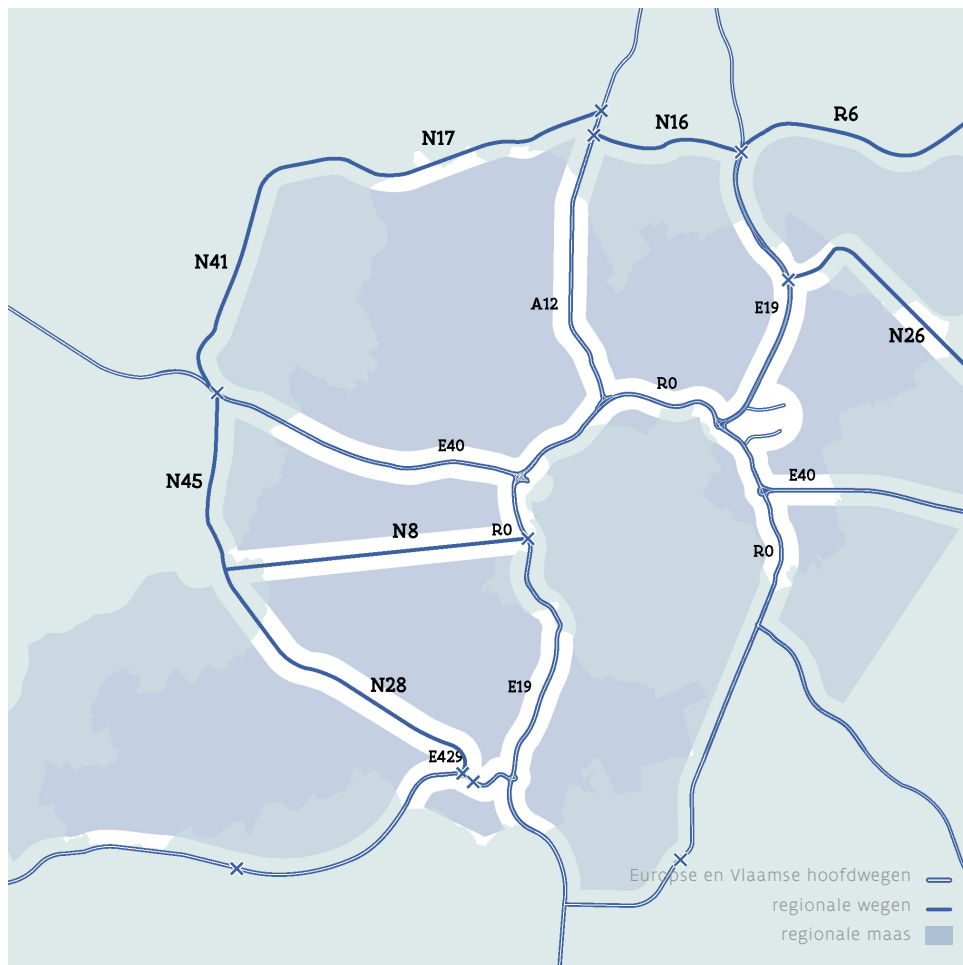 R6
N16
N17
N41
A12
E19
N26
R0
E40
E40
N45
N8
R0
R0
N28
E19
E429
Europse en Vlaamse hoofdwegen
regionale wegen
regionale maas